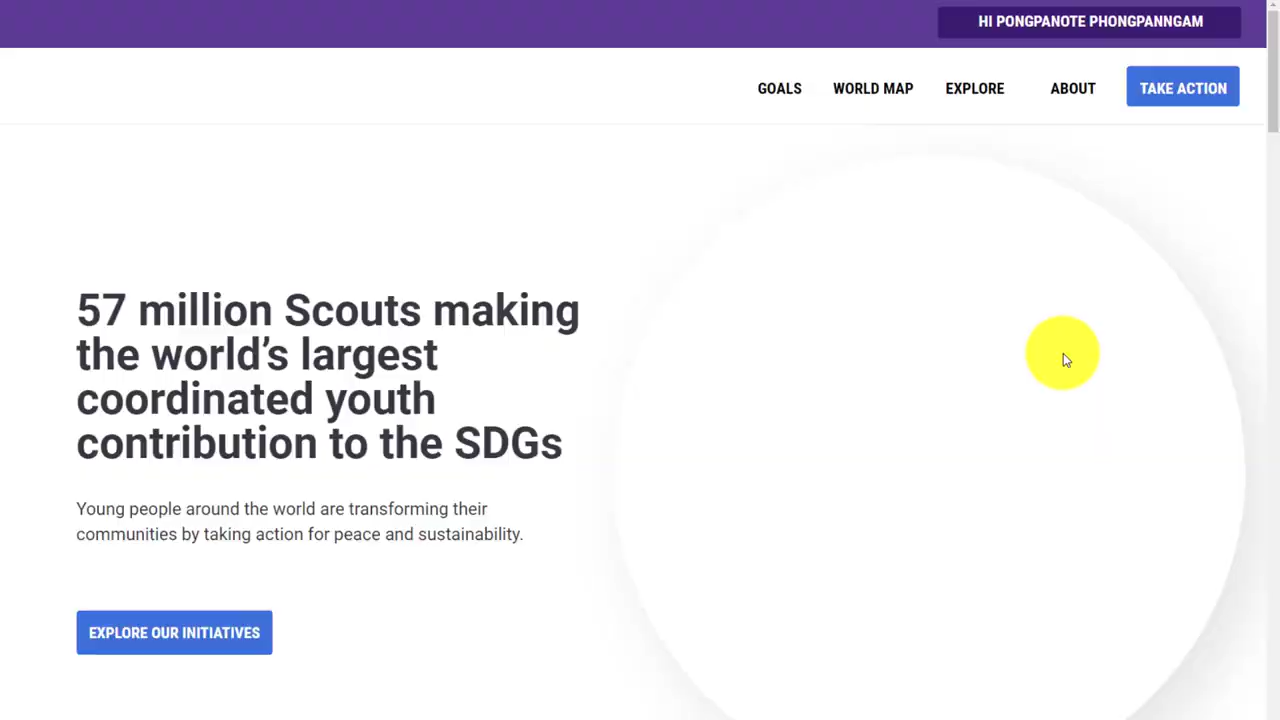 HI PONGPANOTE PHONGPANNGAM
GOALS WORLD MAP EXPLORE ABOUT TAKE ACTION
57 million Scouts making
the world’s largest
coordinated youth
contribution to the SDGs
Young people around the world are transforming their
communities by taking action for peace and sustainability.
EXPLORE OUR INITIATIVES